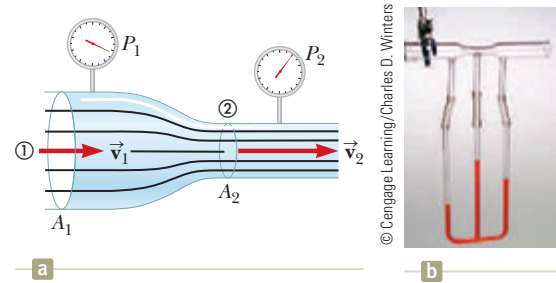 P1
P2
②
①
v1
v2
A1
A2
a
b
© Cengage Learning/Charles D. Winters